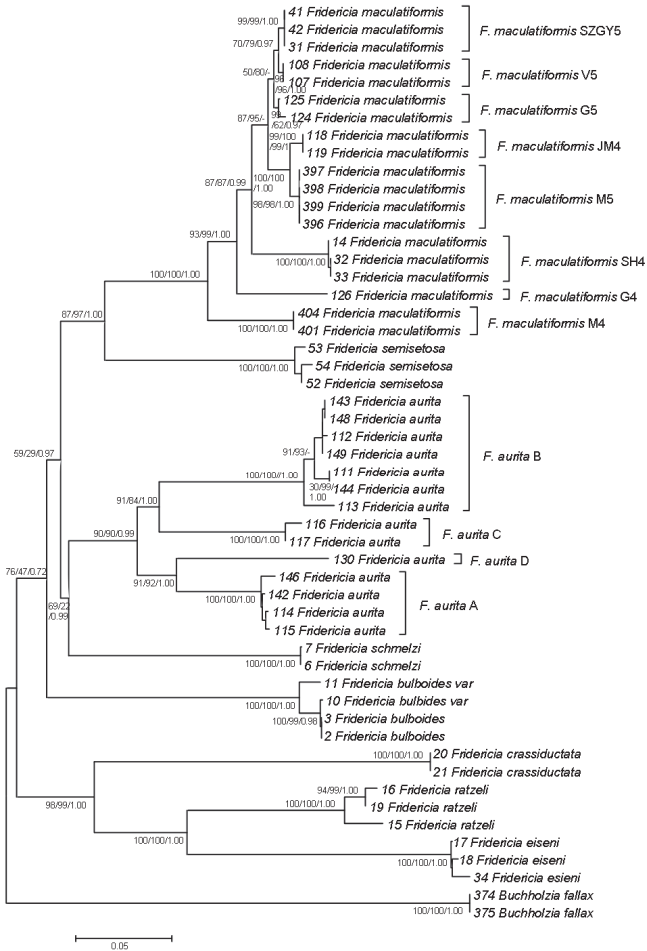 41 Fridericia maculatiformis
42 Fridericia maculatiformis
31 Fridericia maculatiformis
F. maculatiformis SZGY5
99/99/1.00
70/79/0.97
108 Fridericia maculatiformis
107 Fridericia maculatiformis
F. maculatiformis V5
50/80/-
/96/1.00
125 Fridericia maculatiformis
124 Fridericia maculatiformis
F. maculatiformis G5
/62/0.97
87/95/-
118 Fridericia maculatiformis
119 Fridericia maculatiformis
F. maculatiformis JM4
99/100
/99/1
397 Fridericia maculatiformis
398 Fridericia maculatiformis
399 Fridericia maculatiformis
396 Fridericia maculatiformis
F. maculatiformis M5
100/100
/1.00
98/98/1.00
87/87/0.99
14 Fridericia maculatiformis
32 Fridericia maculatiformis
33 Fridericia maculatiformis
F. maculatiformis SH4
100/100/1.00
93/99/1.00
126 Fridericia maculatiformis
F. maculatiformis G4
100/100/1.00
404 Fridericia maculatiformis
401 Fridericia maculatiformis
F. maculatiformis M4
100/100/1.00
87/97/1.00
53 Fridericia semisetosa
54 Fridericia semisetosa
52 Fridericia semisetosa
100/100/1.00
143 Fridericia aurita
148 Fridericia aurita
112 Fridericia aurita
149 Fridericia aurita
111 Fridericia aurita
144 Fridericia aurita
113 Fridericia aurita
F. aurita B
91/93/-
30/99/
1.00
100/100//1.00
59/29/0.97
91/84/1.00
116 Fridericia aurita
117 Fridericia aurita
F. aurita C
100/100/1.00
90/90/0.99
130 Fridericia aurita
F. aurita D
91/92/1.00
146 Fridericia aurita
142 Fridericia aurita
114 Fridericia aurita
115 Fridericia aurita
F. aurita A
100/100/1.00
76/47/0.72
69/22
/0.99
7 Fridericia schmelzi
6 Fridericia schmelzi
100/100/1.00
11 Fridericia bulboides var
10 Fridericia bulbides var
3 Fridericia bulboides
2 Fridericia bulboides
100/100/1.00
100/99/0.98
20 Fridericia crassiductata
21 Fridericia crassiductata
100/100/1.00
98/99/1.00
16 Fridericia ratzeli
19 Fridericia ratzeli
15 Fridericia ratzeli
94/99/1.00
100/100/1.00
100/100/1.00
17 Fridericia eiseni
18 Fridericia eiseni
34 Fridericia esieni
100/100/1.00
374 Buchholzia fallax
375 Buchholzia fallax
100/100/1.00
0.05